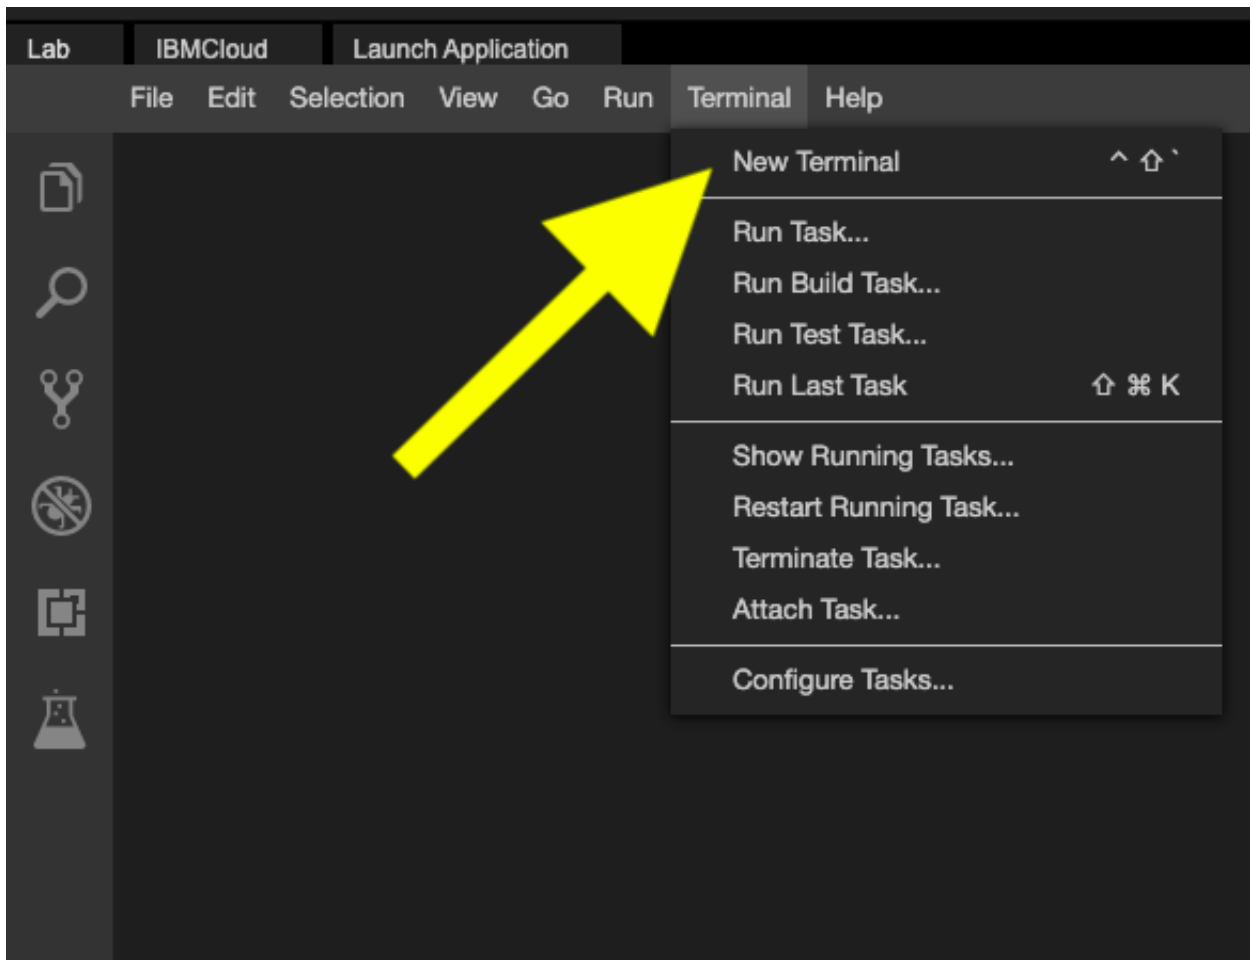 Lab IBMCloud Launch Application
File Edit Selection View Go Run Terminal Help
New Terminal ^ ⇧ `
Run Task...
Run Build Task...
Run Test Task...
Run Last Task ⇧ ⌘ K
Show Running Tasks...
Restart Running Task...
Terminate Task...
Attach Task...
Configure Tasks...